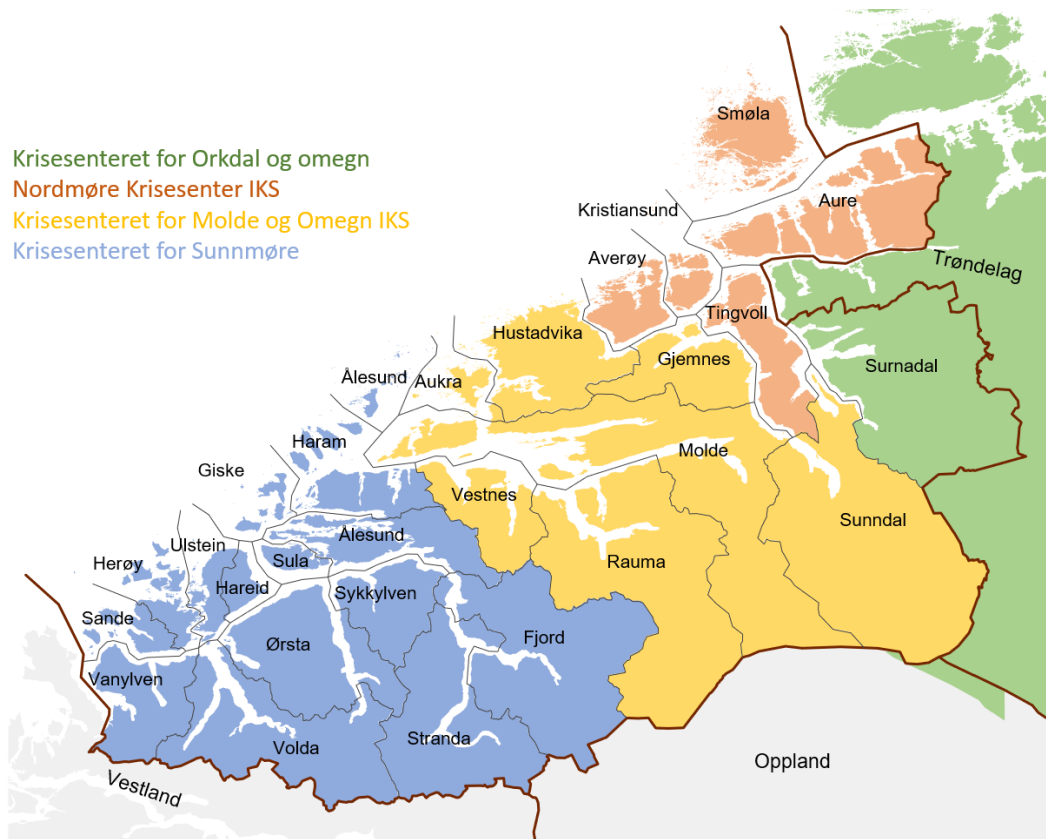 Krisesenteret for Orkdal og omegn
Nordmøre Krisesenter IKS
Krisesenteret for Molde og Omegn IKS
Krisesenteret for Sunnmøre
Smøla
Kristiansund
Aure
Averøy
Trøndelag
Tingvoll
Hustadvika
Gjemnes
Surnadal
Ålesund
Aukra
Haram
Molde
Giske
Vestnes
Sunndal
Ålesund
Ulstein
Sula
Herøy
Rauma
Hareid
Sykkylven
Sande
Ørsta
Fjord
Vanylven
Stranda
Volda
Oppland
Vestland